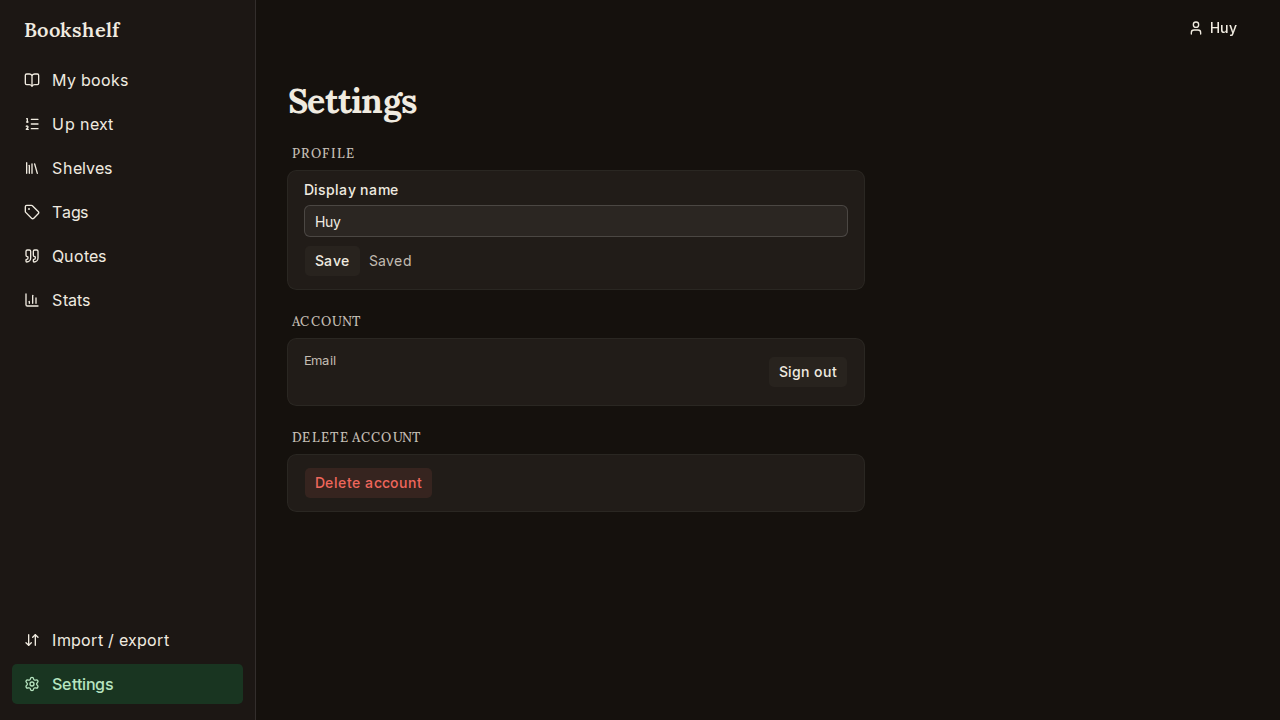 Bookshelf
My books
Up next
Shelves
Tags
Quotes
Stats
Import / export
Settings
Huy
Settings
PROFILE
Display name
Huy
Save Saved
ACCOUNT
Email
Sign out
DELETE ACCOUNT
Delete account